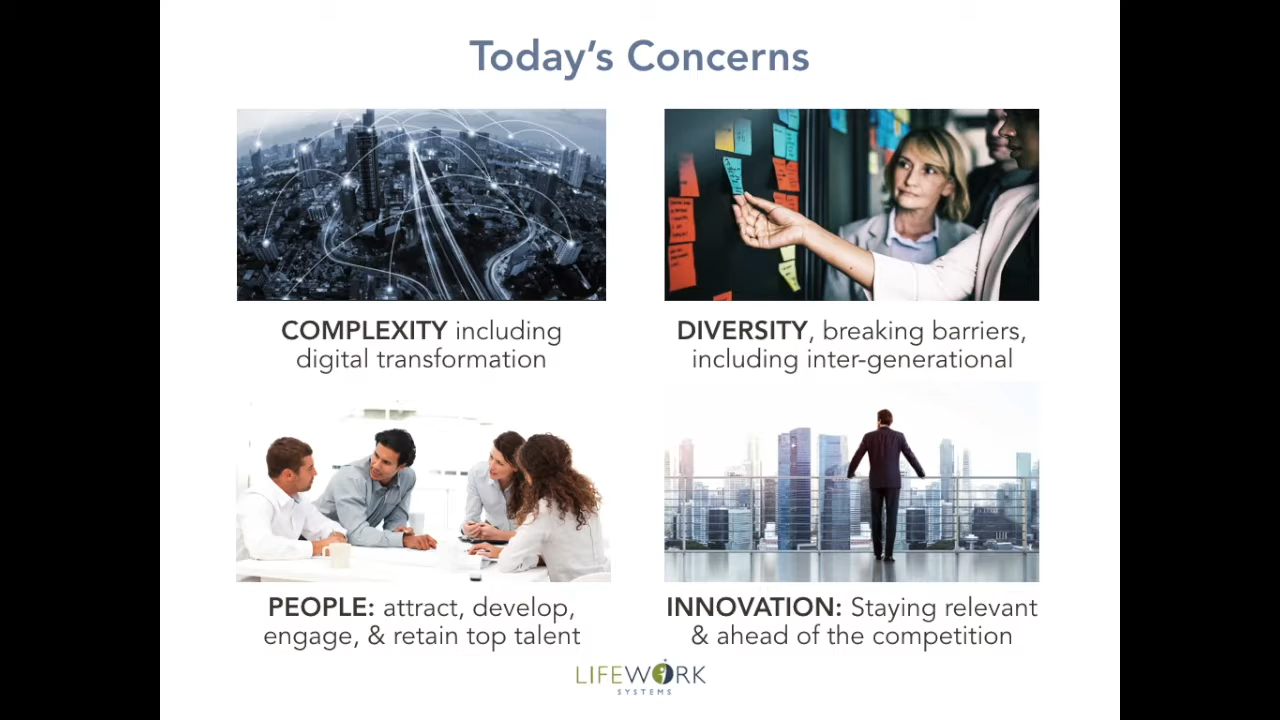 Today's Concerns
COMPLEXITY including
digital transformation
DIVERSITY, breaking barriers,
including inter-generational
PEOPLE: attract, develop,
engage, & retain top talent
INNOVATION: Staying relevant
& ahead of the competition
LIFEWORK
SYSTEMS